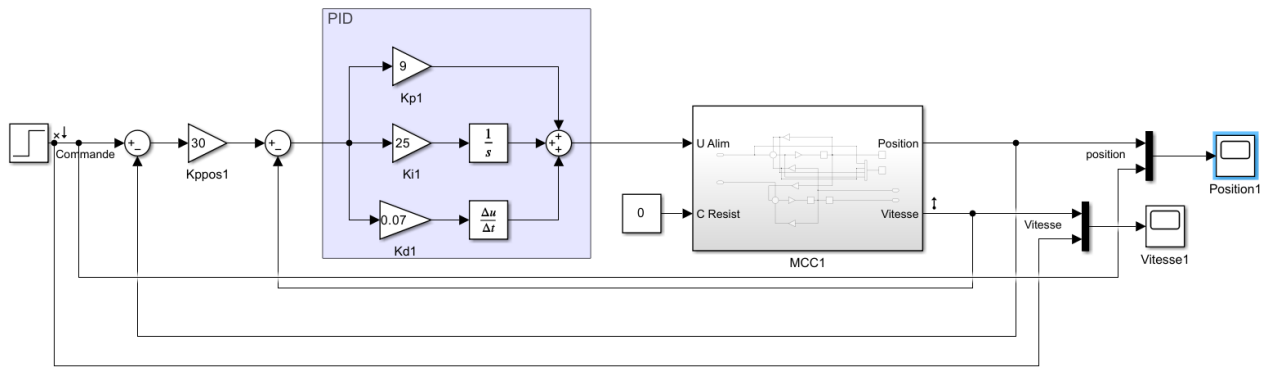 PID
9
Kp1
Commande
30
Kppos1
25
Ki1
1
s
0.07
Kd1
Δu
Δt
U Alim
C Resist
Position
Vitesse
MCC1
0
position
Position1
Vitesse
Vitesse1